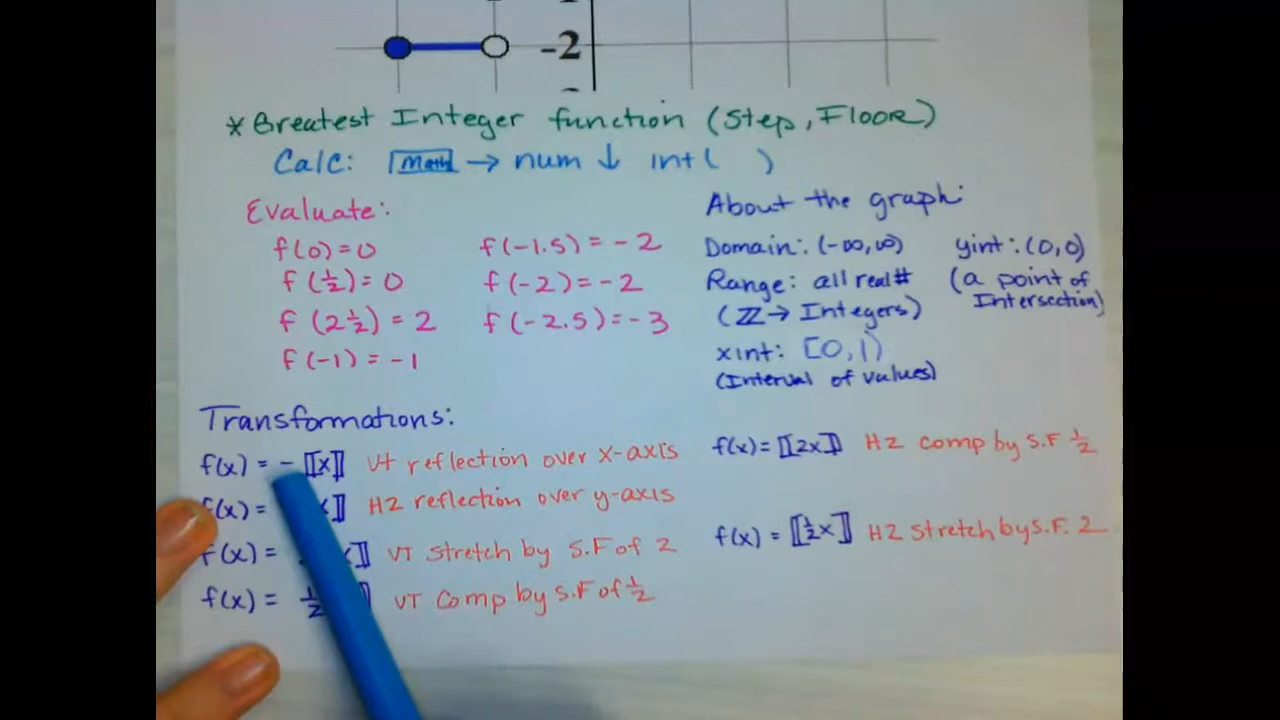 -2
*Greatest Integer function (Step, Floor)
Calc: Math → num ↓ int( )
Evaluate:
f(0) = 0
f(½) = 0
f(2½) = 2
f(-1) = -1
f(-1.5) = -2
f(-2) = -2
f(-2.5) = -3
About the graph:
Domain: (-∞,∞)
Range: all real#
(ℤ → Integers)
xint: [0,1)
(Interval of values)
yint: (0,0)
(a point of
Intersection)
Transformations:
f(x) = -⟦x⟧ VT reflection over x-axis
f(x) = ⟧ HZ reflection over y-axis
f(x) = x⟧ VT stretch by S.F of 2
f(x) = ½ ⟧ VT Comp by S.F of ½
f(x) = ⟦2x⟧ HZ comp by S.F ½
f(x) = ⟦½x⟧ HZ Stretch by S.F. 2